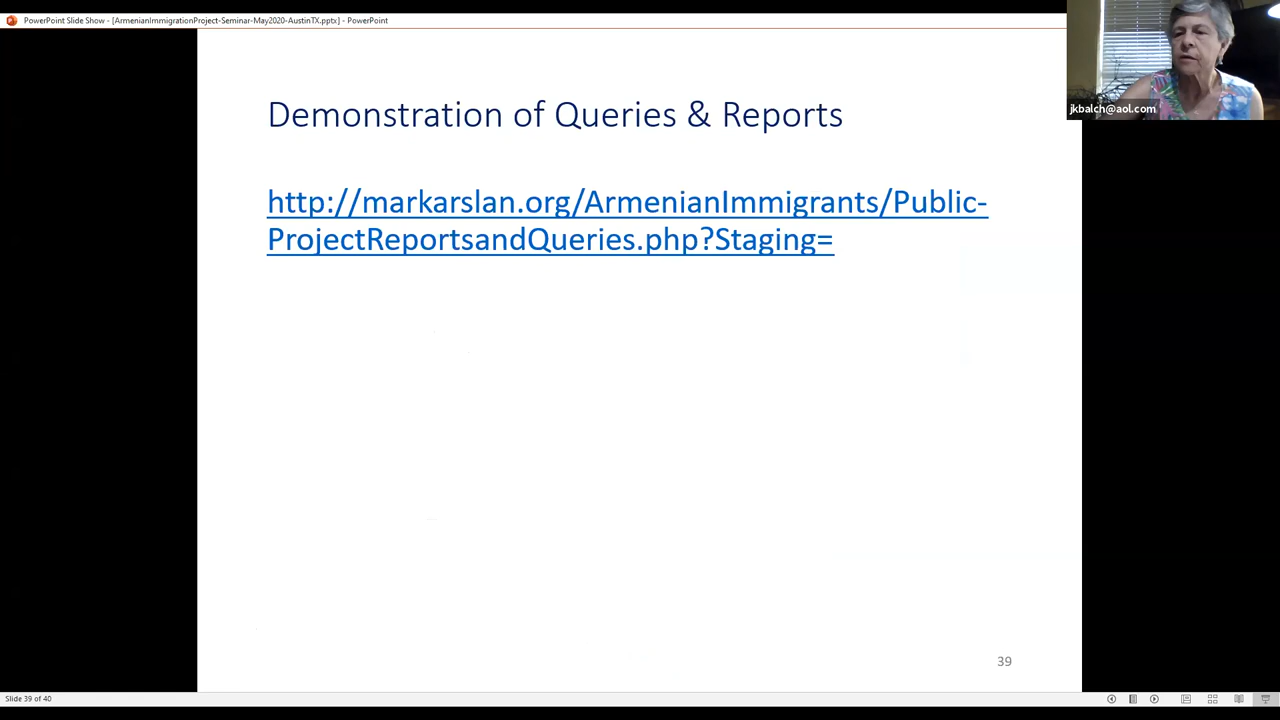 PowerPoint Slide Show - [ArmenianImmigrationProject-Seminar-May2020-AustinTX.pptx] - PowerPoint
jkbalch@aol.com
Demonstration of Queries & Reports
http://markarslan.org/ArmenianImmigrants/Public-
ProjectReportsandQueries.php?Staging=
39
Slide 39 of 40